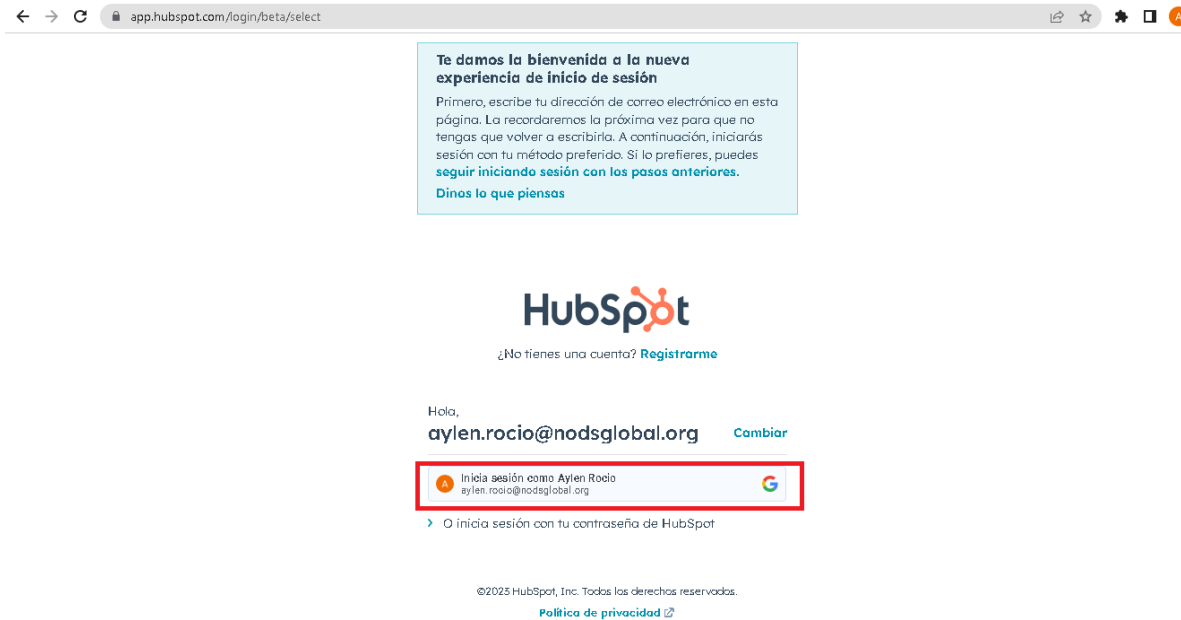 app.hubspot.com/login/beta/select
A
Te damos la bienvenida a la nueva
experiencia de inicio de sesión
Primero, escribe tu dirección de correo electrónico en esta
página. La recordaremos la próxima vez para que no
tengas que volver a escribirla. A continuación, iniciarás
sesión con tu método preferido. Si lo prefieres, puedes
seguir iniciando sesión con los pasos anteriores.
Dinos lo que piensas
HubSpot
¿No tienes una cuenta? Registrarme
Hola,
aylen.rocio@nodsglobal.org Cambiar
A Inicia sesión como Aylen Rocio G
aylen.rocio@nodsglobal.org
O inicia sesión con tu contraseña de HubSpot
©2023 HubSpot, Inc. Todos los derechos reservados.
Política de privacidad